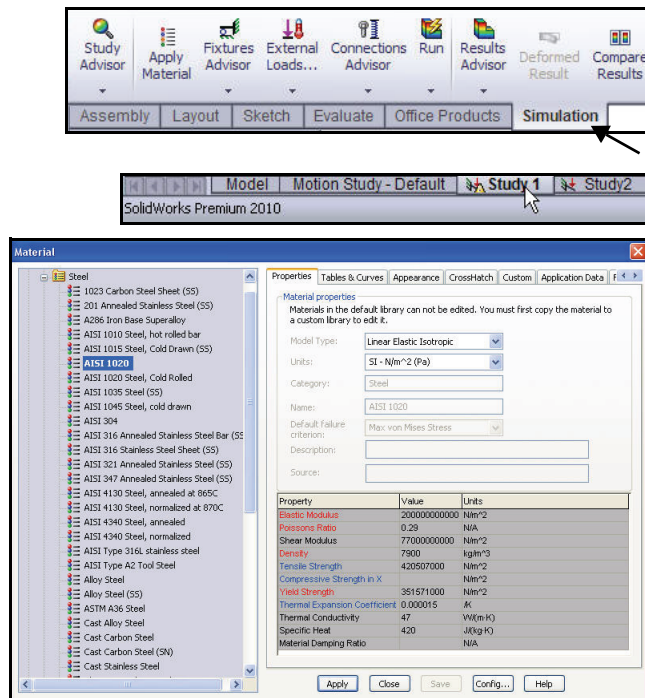 Study Advisor
Apply Material
Fixtures Advisor
External Loads...
Connections Advisor
Run
Results Advisor
Deformed Result
Compare Results
Assembly Layout Sketch Evaluate Office Products Simulation
Model Motion Study - Default Study 1 Study2
SolidWorks Premium 2010
Material
Steel
1023 Carbon Steel Sheet (SS)
201 Annealed Stainless Steel (SS)
A286 Iron Base Superalloy
AISI 1010 Steel, hot rolled bar
AISI 1015 Steel, Cold Drawn (SS)
AISI 1020
AISI 1020 Steel, Cold Rolled
AISI 1035 Steel (SS)
AISI 1045 Steel, cold drawn
AISI 304
AISI 316 Annealed Stainless Steel Bar (SS
AISI 316 Stainless Steel Sheet (SS)
AISI 321 Annealed Stainless Steel (SS)
AISI 347 Annealed Stainless Steel (SS)
AISI 4130 Steel, annealed at 865C
AISI 4130 Steel, normalized at 870C
AISI 4340 Steel, annealed
AISI 4340 Steel, normalized
AISI Type 316L stainless steel
AISI Type A2 Tool Steel
Alloy Steel
Alloy Steel (SS)
ASTM A36 Steel
Cast Alloy Steel
Cast Carbon Steel
Cast Carbon Steel (SN)
Cast Stainless Steel
Properties Tables & Curves Appearance CrossHatch Custom Application Data F
Material properties
Materials in the default library can not be edited. You must first copy the material to
a custom library to edit it.
Model Type: Linear Elastic Isotropic
Units: SI - N/m^2 (Pa)
Category: Steel
Name: AISI 1020
Default failure criterion: Max von Mises Stress
Description:
Source:
Property Value Units
Elastic Modulus 200000000000 N/m^2
Poissons Ratio 0.29 N/A
Shear Modulus 77000000000 N/m^2
Density 7900 kg/m^3
Tensile Strength 420507000 N/m^2
Compressive Strength in X N/m^2
Yield Strength 351571000 N/m^2
Thermal Expansion Coefficient 0.000015 /K
Thermal Conductivity 47 W/(m·K)
Specific Heat 420 J/(kg·K)
Material Damping Ratio N/A
Apply Close Save Config... Help